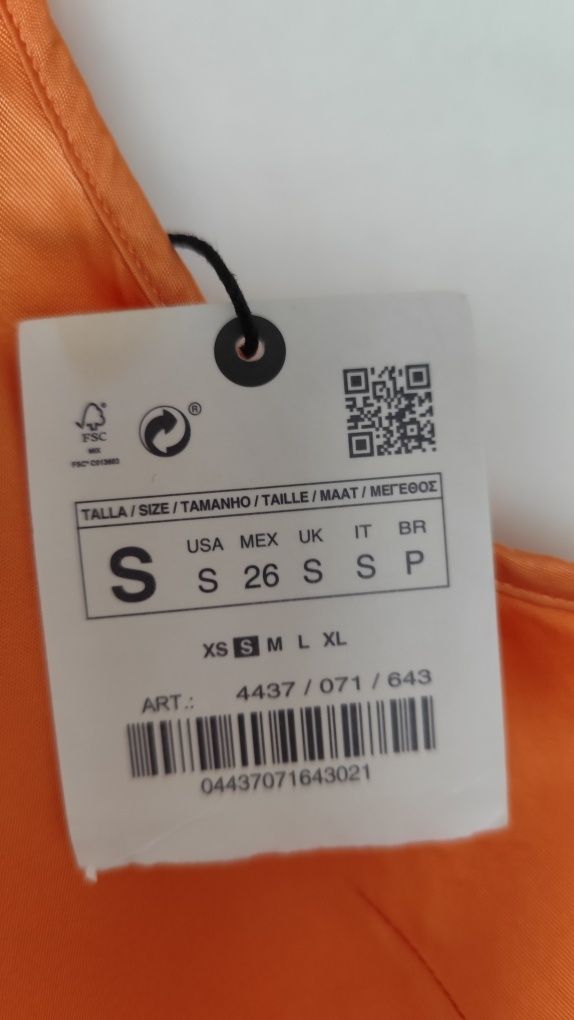 ®
FSC
MIX
FSC® C013603
TALLA / SIZE / TAMANHO / TAILLE / MAAT / ΜΕΓΕΘΟΣ
S
USA MEX UK IT BR
S 26 S S P
XS S M L XL
ART.: 4437 / 071 / 643
04437071643021